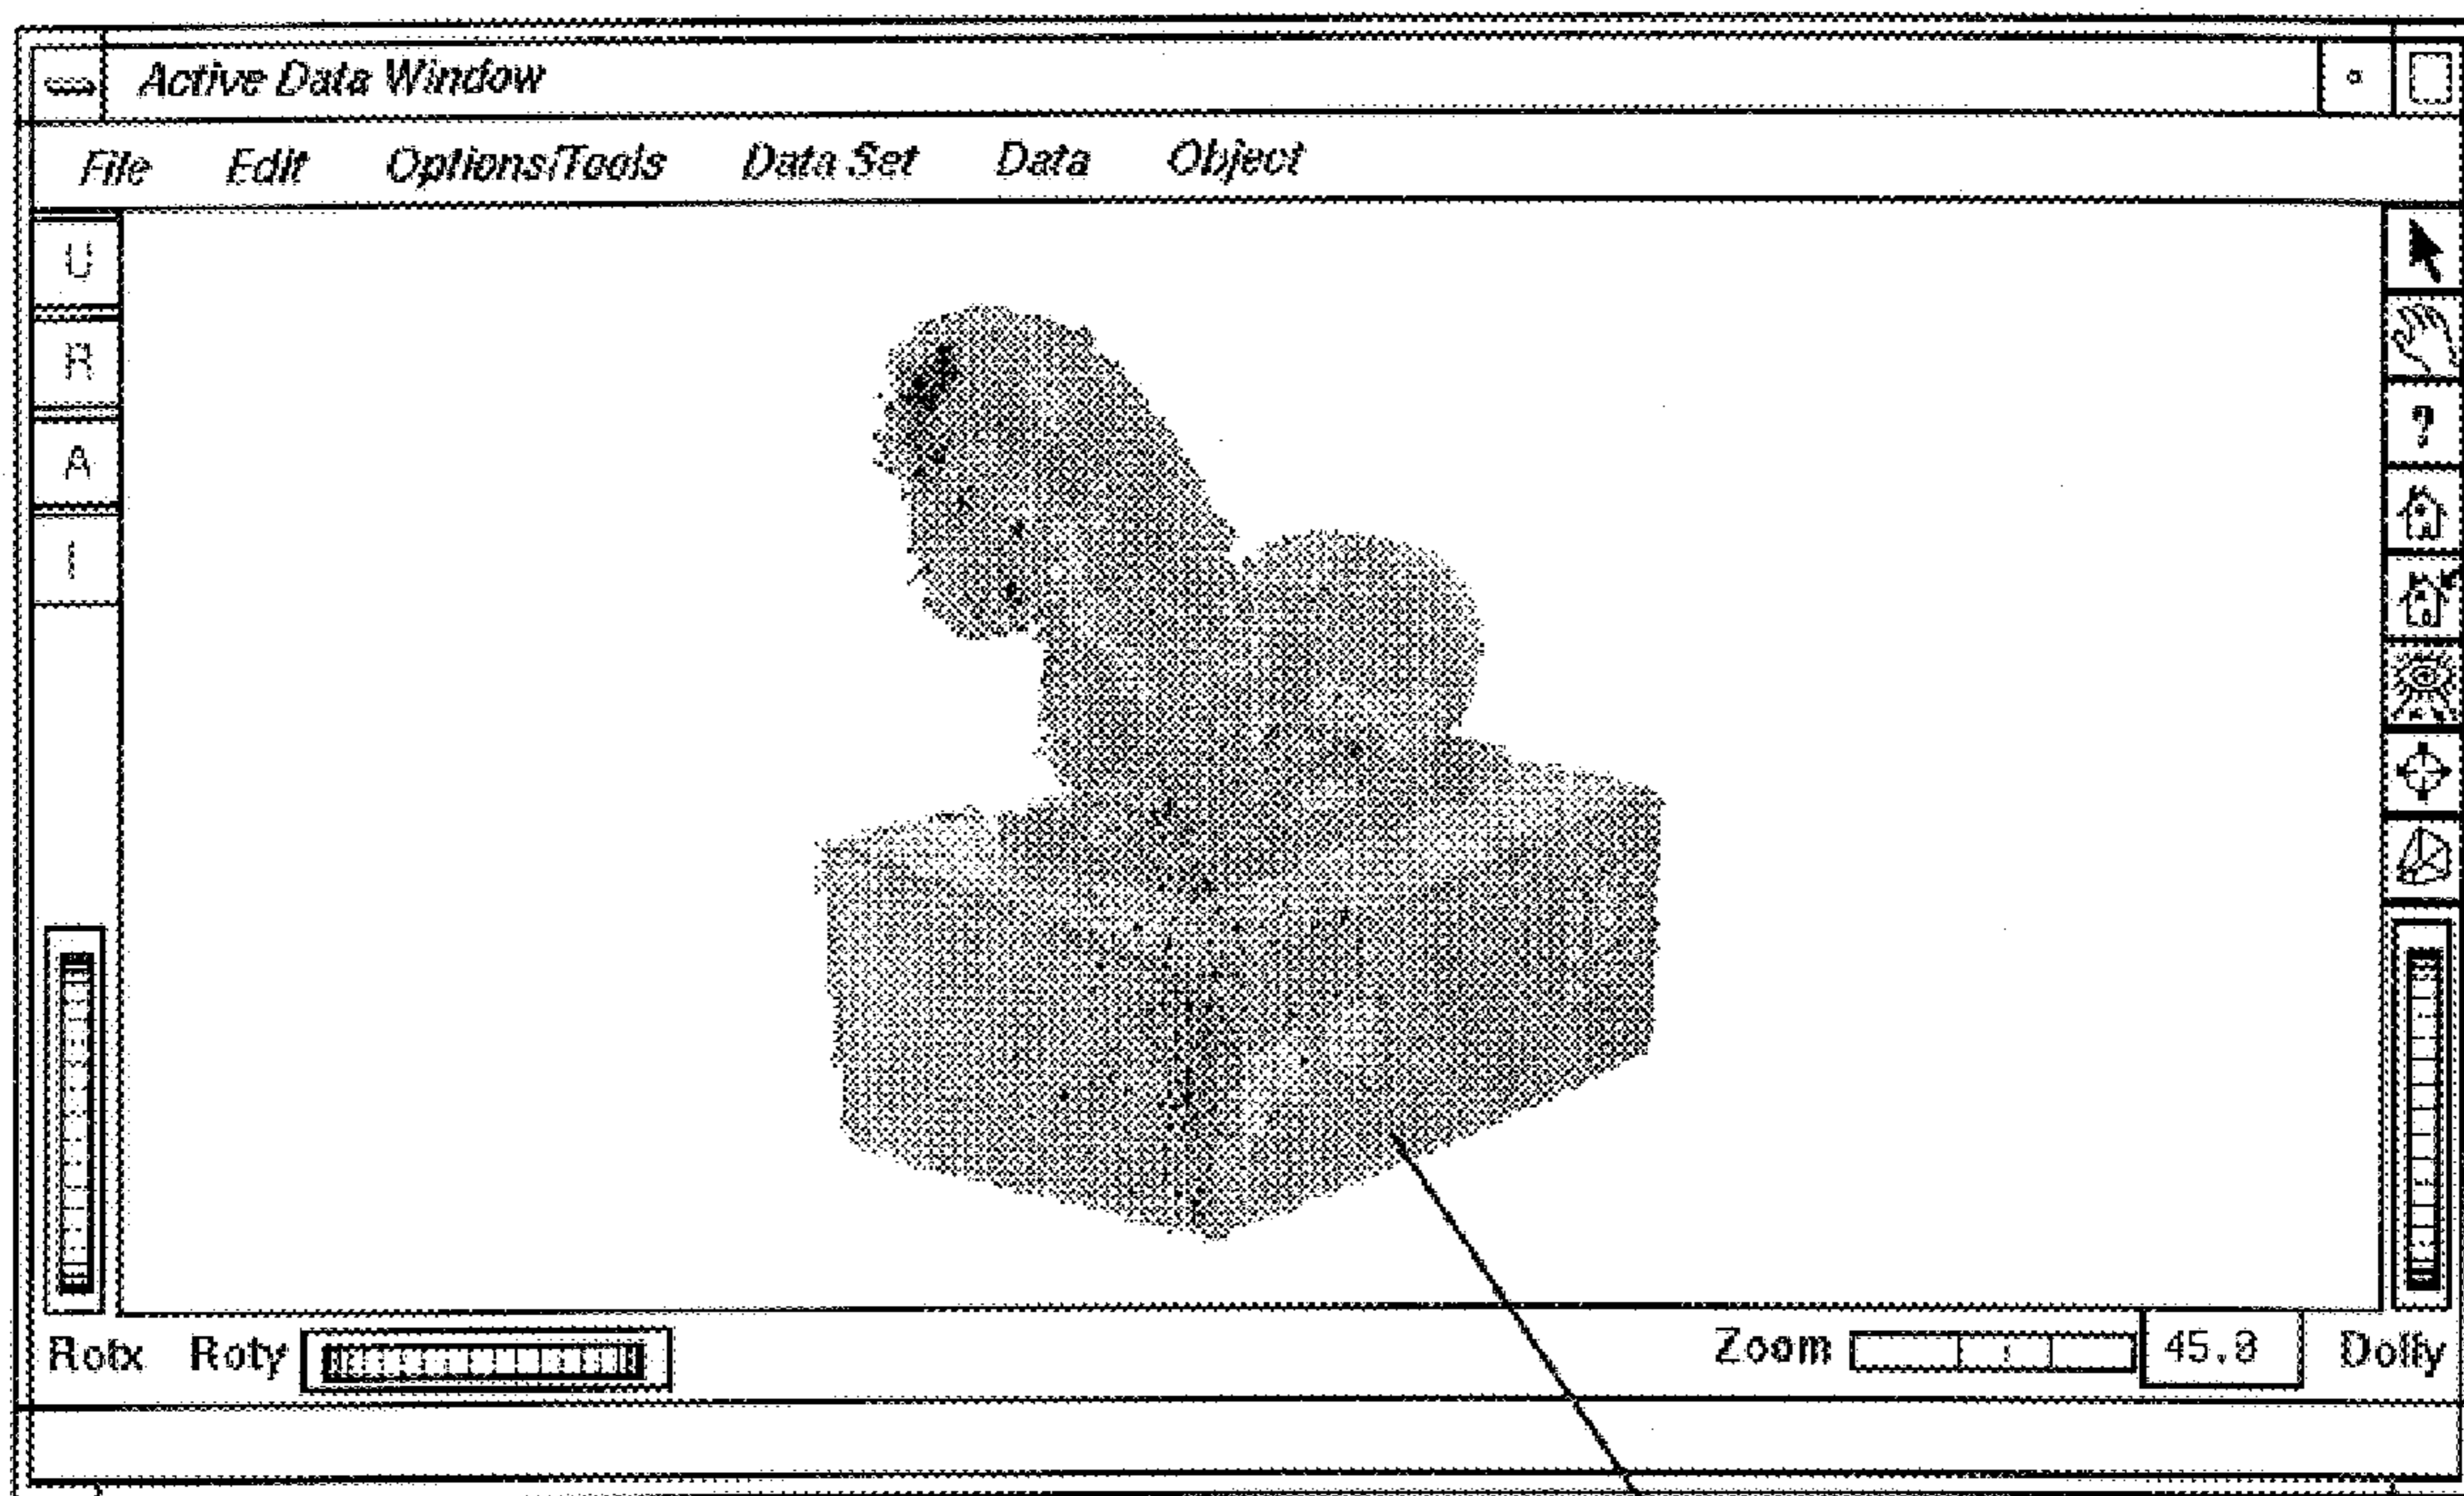 Active Data Window
File Edit Options/Tools Data Set Data Object
U
R
A
I
?
Rotx Roty Zoom 45.0 Dolly